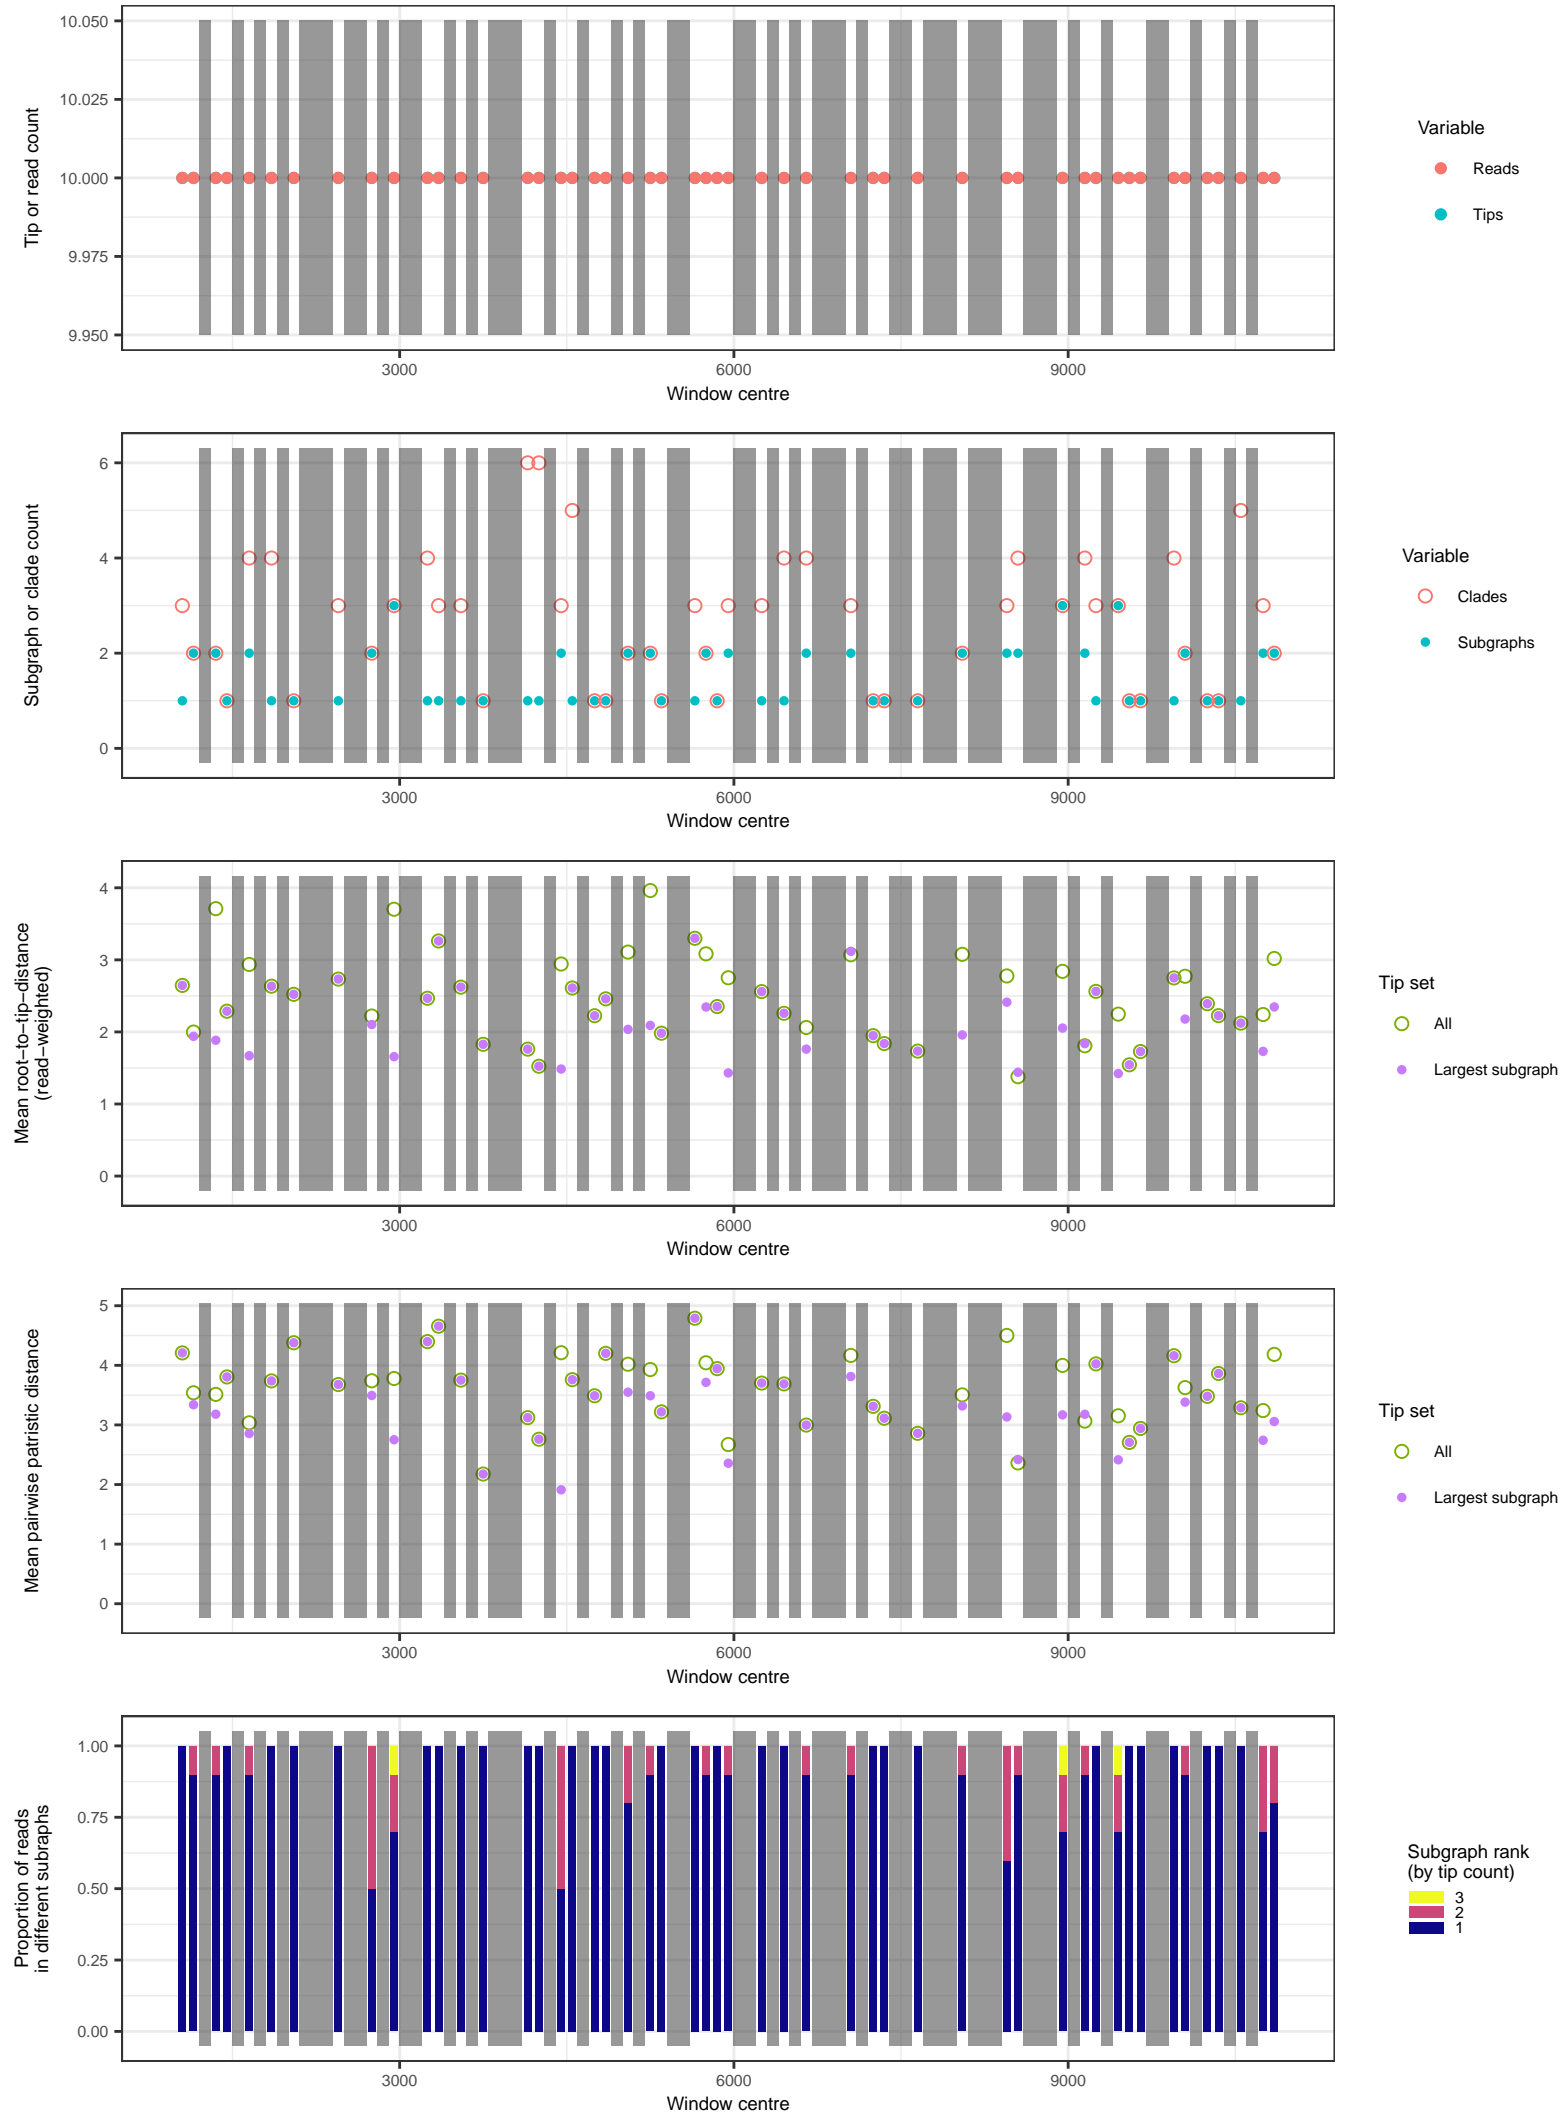 10.050
10.025
10.000
9.975
9.950
Tip or read count
3000
6000
9000
Window centre
Variable
Reads
Tips
6
4
2
0
Subgraph or clade count
3000
6000
9000
Window centre
Variable
Clades
Subgraphs
4
3
2
1
0
Mean root−to−tip−distance
(read−weighted)
3000
6000
9000
Window centre
Tip set
All
Largest subgraph
5
4
3
2
1
0
Mean pairwise patristic distance
3000
6000
9000
Window centre
Tip set
All
Largest subgraph
1.00
0.75
0.50
0.25
0.00
Proportion of reads
in different subraphs
3000
6000
9000
Window centre
Subgraph rank
(by tip count)
3
2
1